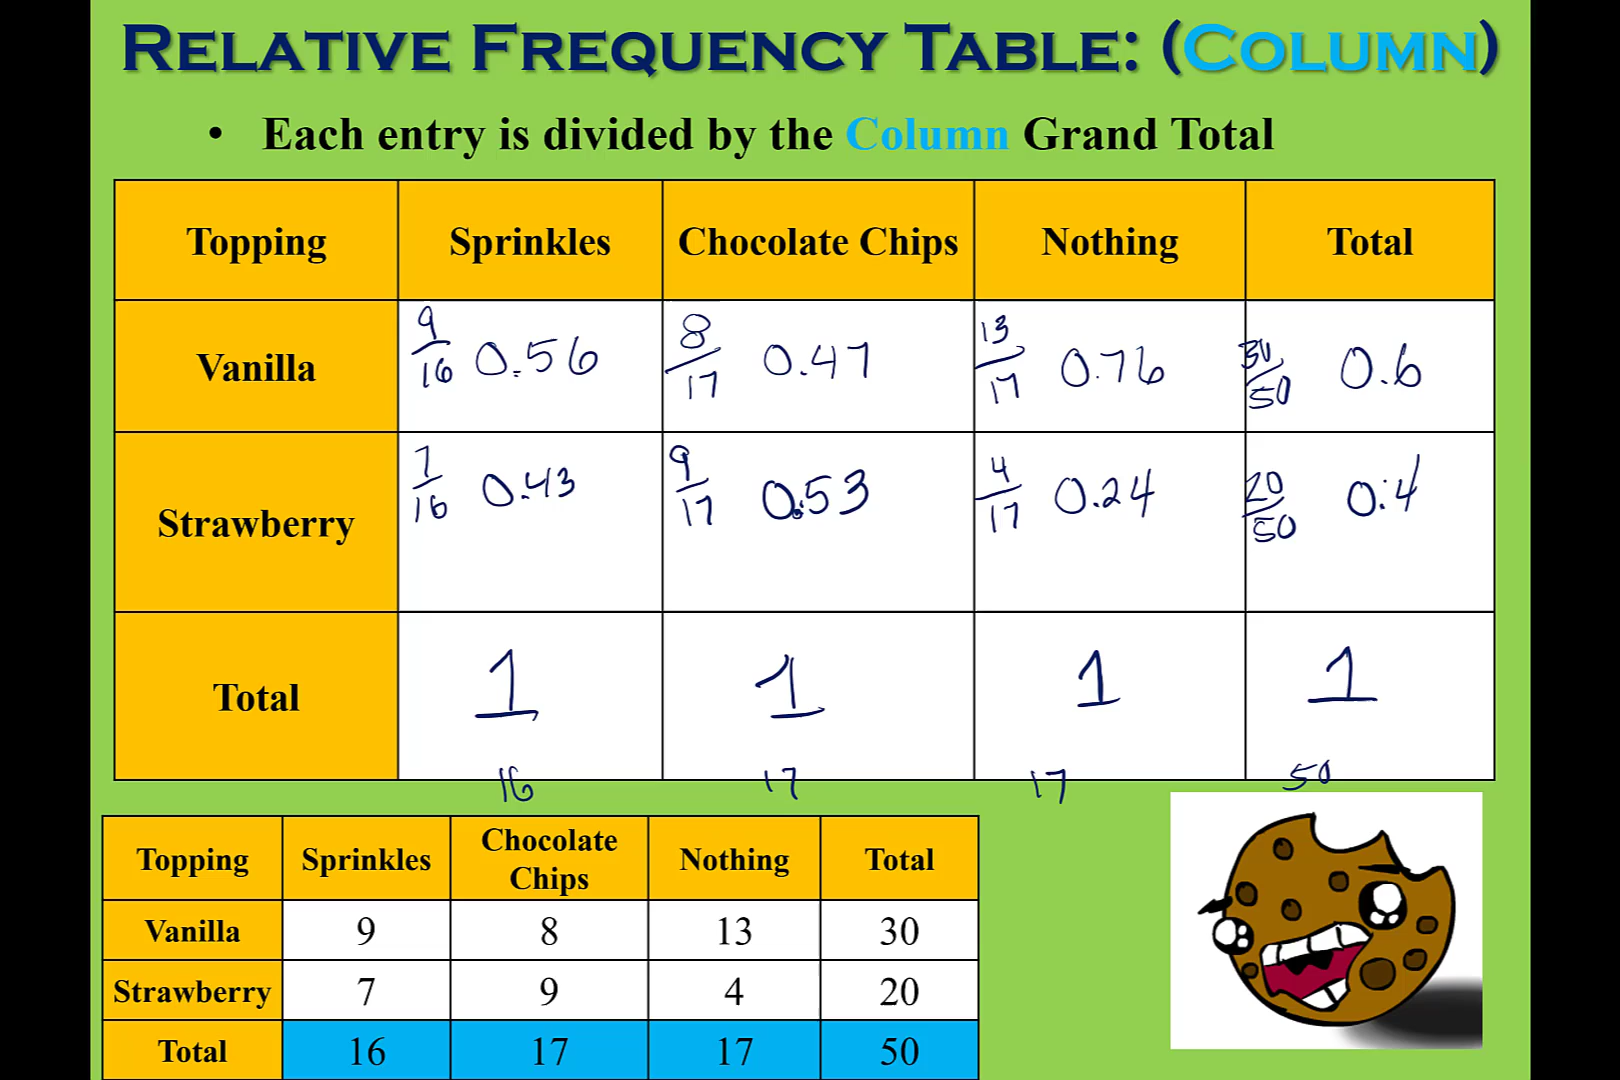 RELATIVE FREQUENCY TABLE: (COLUMN)
• Each entry is divided by the Column Grand Total
Topping Sprinkles Chocolate Chips Nothing Total
Vanilla 9/16 0.56 8/17 0.47 13/17 0.76 30/50 0.6
Strawberry 7/16 0.43 9/17 0.53 4/17 0.24 20/50 0.4
Total 1 1 1 1
16 17 17 50
Topping Sprinkles Chocolate Chips Nothing Total
Vanilla 9 8 13 30
Strawberry 7 9 4 20
Total 16 17 17 50